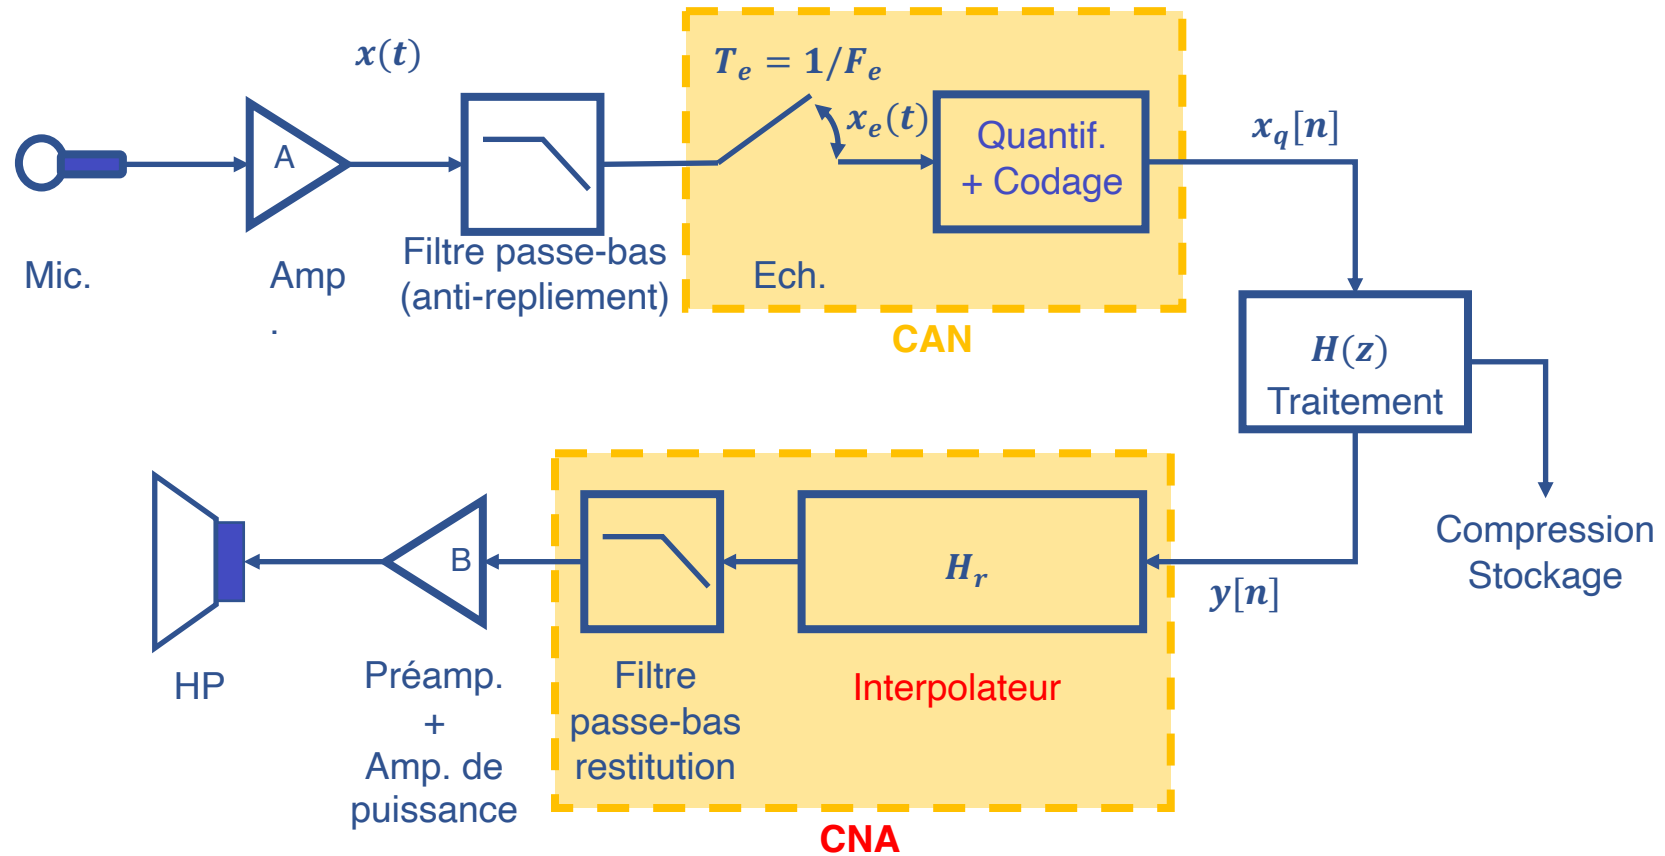 x(t)
T_e = 1/F_e
x_e(t)
A
Quantif.
+ Codage
x_q[n]
Mic.
Amp
.
Filtre passe-bas
(anti-repliement)
Ech.
CAN
H(z)
Traitement
Compression
Stockage
y[n]
H_r
B
HP
Préamp.
+
Amp. de
puissance
Filtre
passe-bas
restitution
Interpolateur
CNA